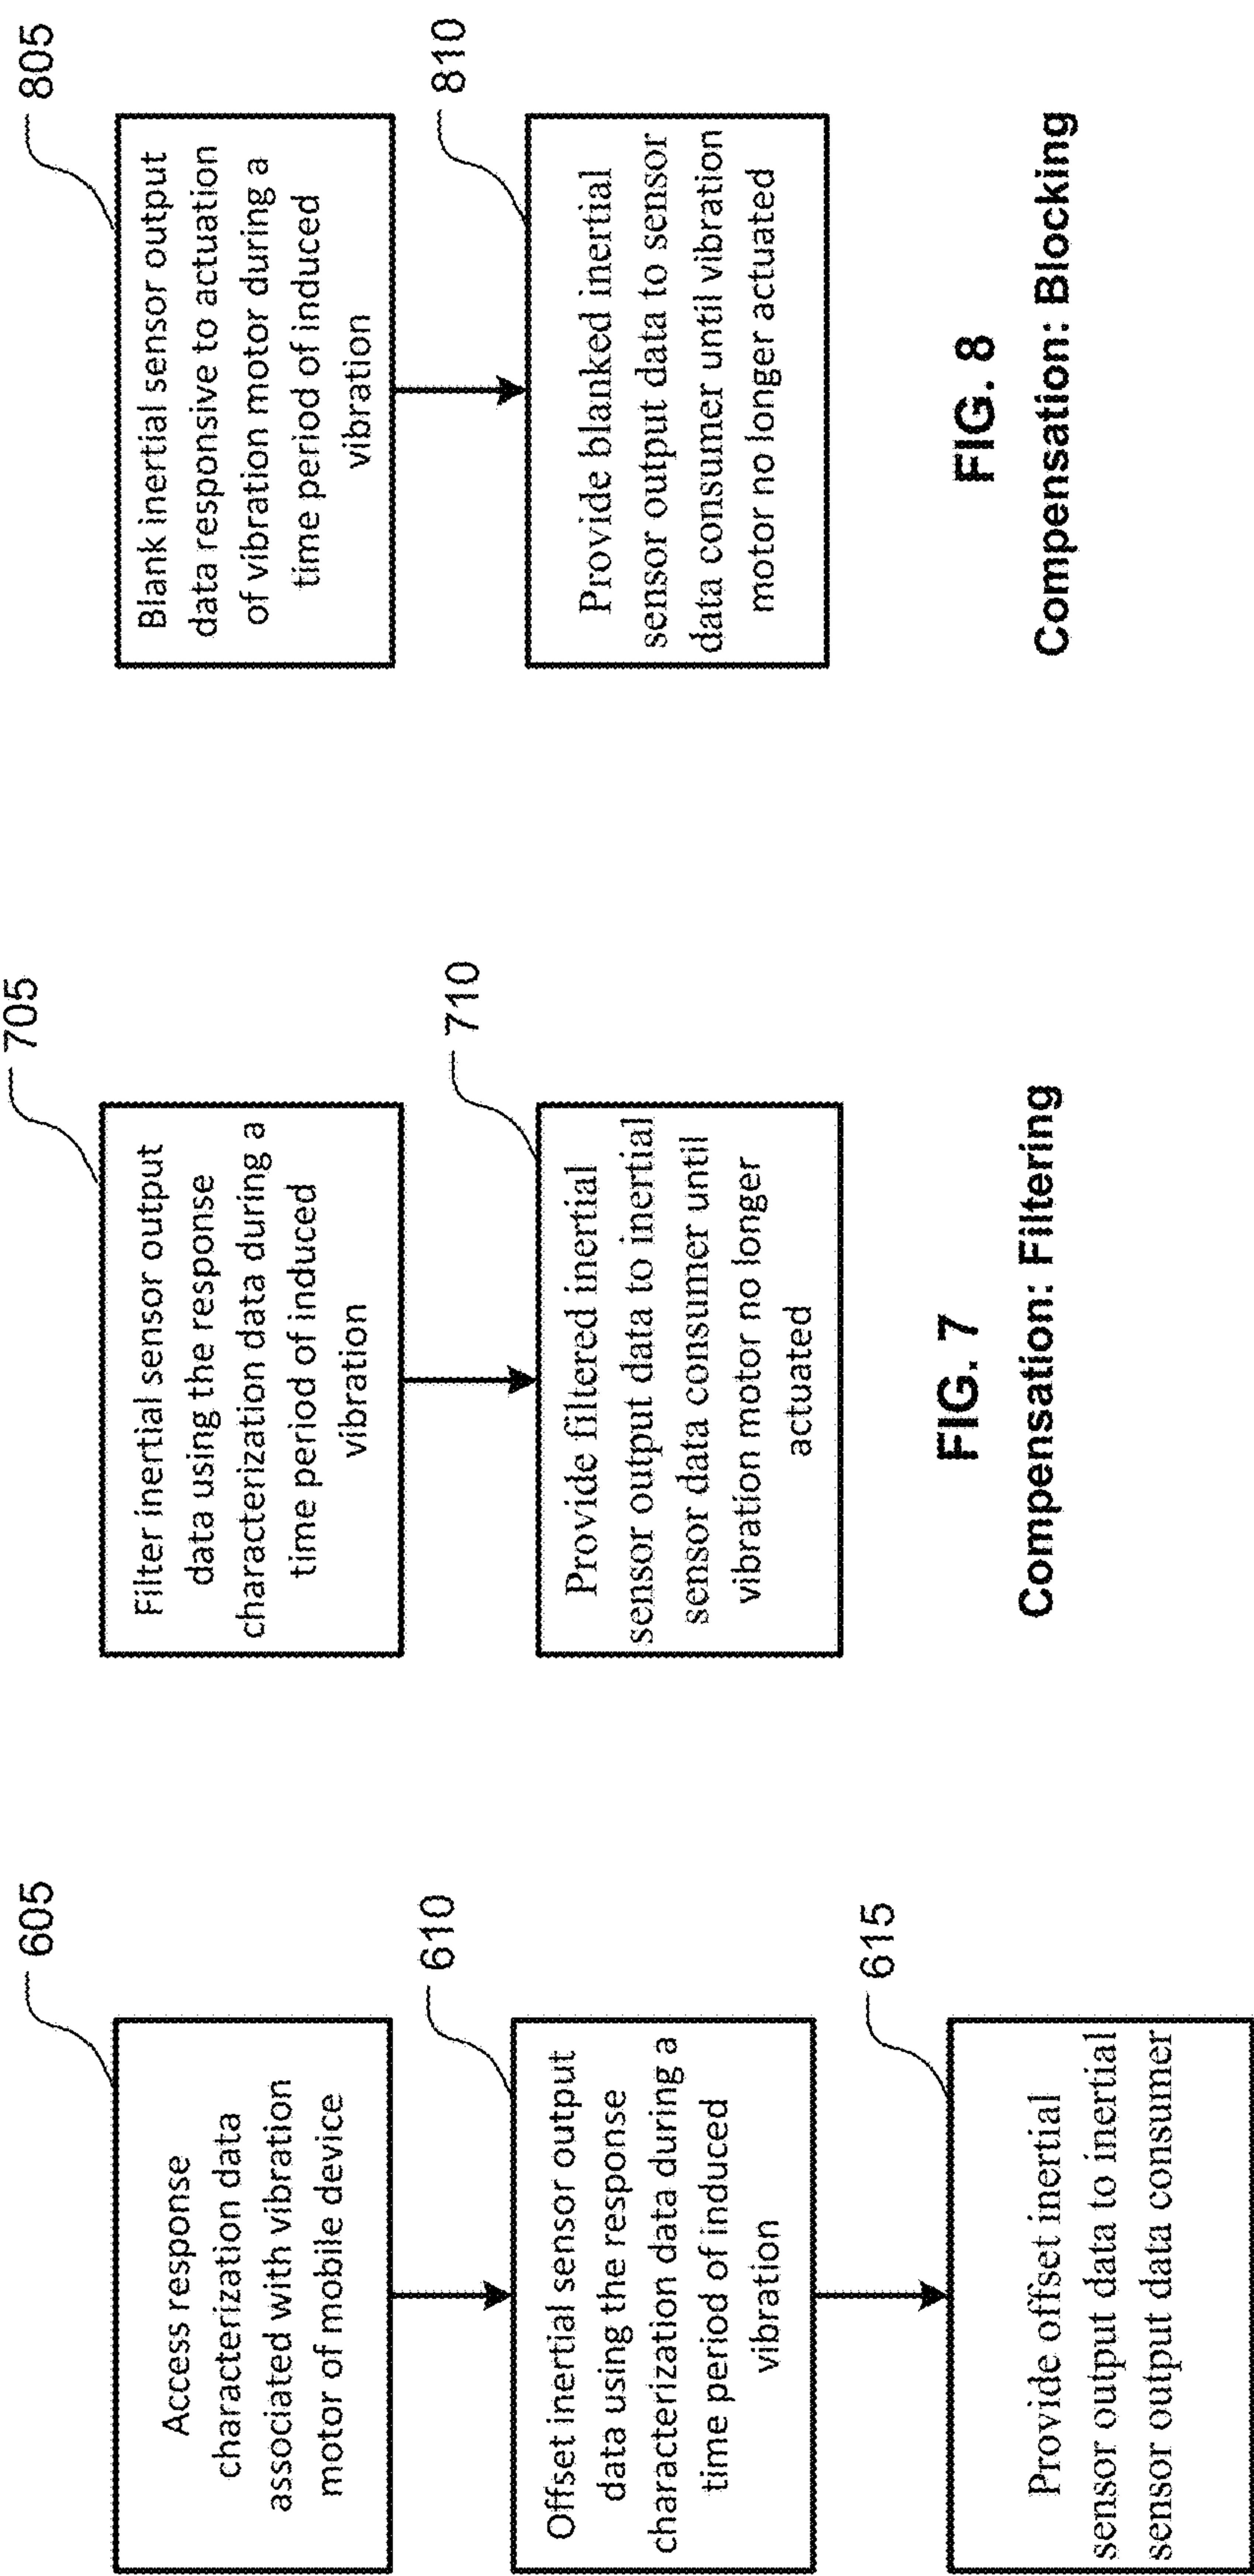 605
Access response
characterization data
associated with vibration
motor of mobile device
610
Offset inertial sensor output
data using the response
characterization data during a
time period of induced
vibration
615
Provide offset inertial
sensor output data to inertial
sensor output data consumer
705
Filter inertial sensor output
data using the response
characterization data during a
time period of induced
vibration
710
Provide filtered inertial
sensor output data to inertial
sensor data consumer until
vibration motor no longer
actuated
FIG. 7
Compensation: Filtering
805
Blank inertial sensor output
data responsive to actuation
of vibration motor during a
time period of induced
vibration
810
Provide blanked inertial
sensor output data to sensor
data consumer until vibration
motor no longer actuated
FIG. 8
Compensation: Blocking